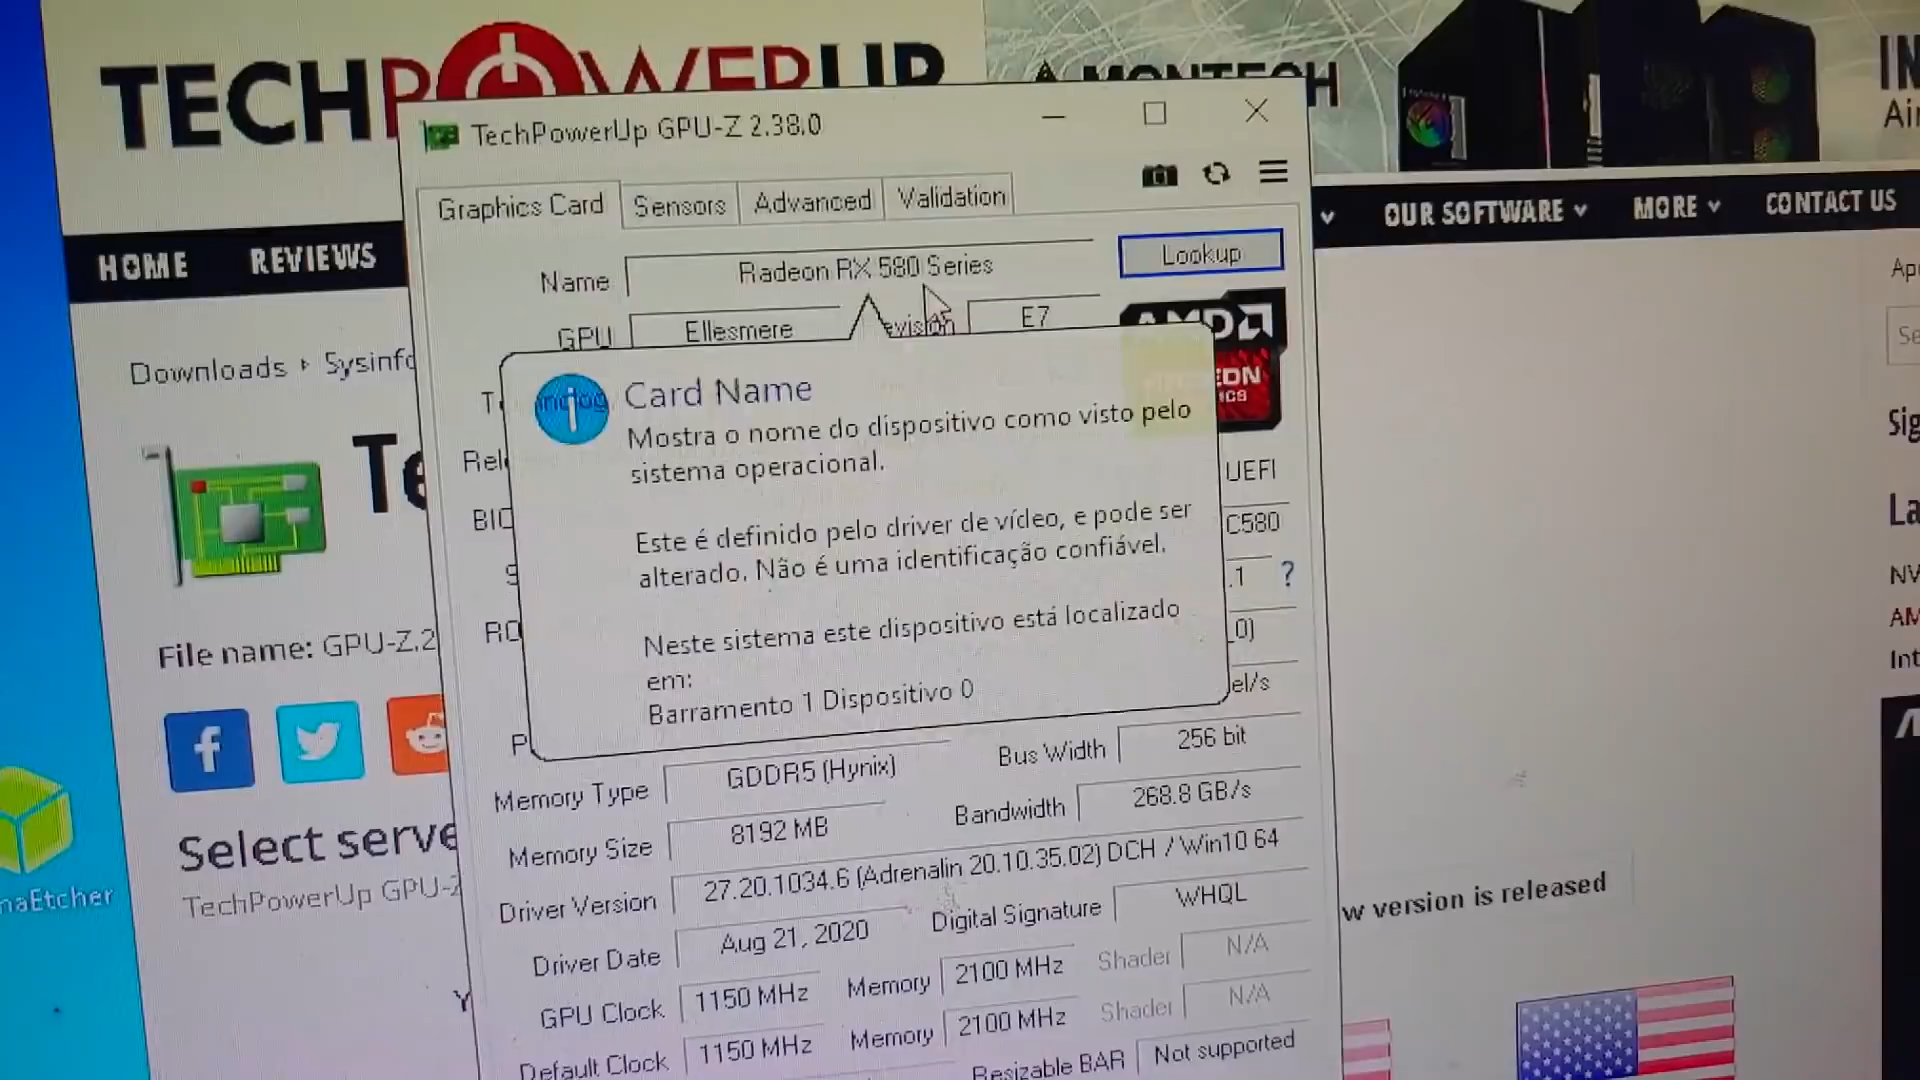 TECHPOWERUP
MONTECH
TechPowerUp GPU-Z 2.38.0
Graphics Card
Sensors
Advanced
Validation
HOME
REVIEWS
OUR SOFTWARE
MORE
CONTACT US
Name
Radeon RX 580 Series
Lookup
GPU
Ellesmere
E7
AMD
Downloads
Card Name
Mostra o nome do dispositivo como visto pelo
sistema operacional.
Este é definido pelo driver de vídeo, e pode ser
alterado. Não é uma identificação confiável.
Neste sistema este dispositivo está localizado
em:
Barramento 1 Dispositivo 0
UEFI
File name: GPU-Z.2
Memory Type
GDDR5 (Hynix)
Bus Width
256 bit
Memory Size
8192 MB
Bandwidth
268.8 GB/s
Driver Version
27.20.1034.6 (Adrenalin 20.10.35.02) DCH / Win10 64
Driver Date
Aug 21, 2020
Digital Signature
WHQL
GPU Clock
1150 MHz
Memory
2100 MHz
Shader
N/A
Default Clock
1150 MHz
Memory
2100 MHz
Shader
N/A
Resizable BAR
Not supported
Select serve
TechPowerUp GPU-Z
w version is released
naEtcher